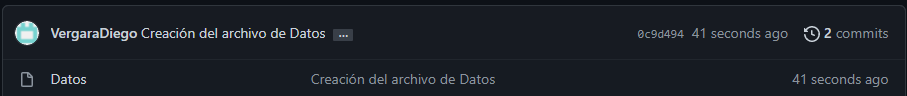 VergaraDiego Creación del archivo de Datos ... 0c9d494 41 seconds ago 2 commits
Datos Creación del archivo de Datos 41 seconds ago